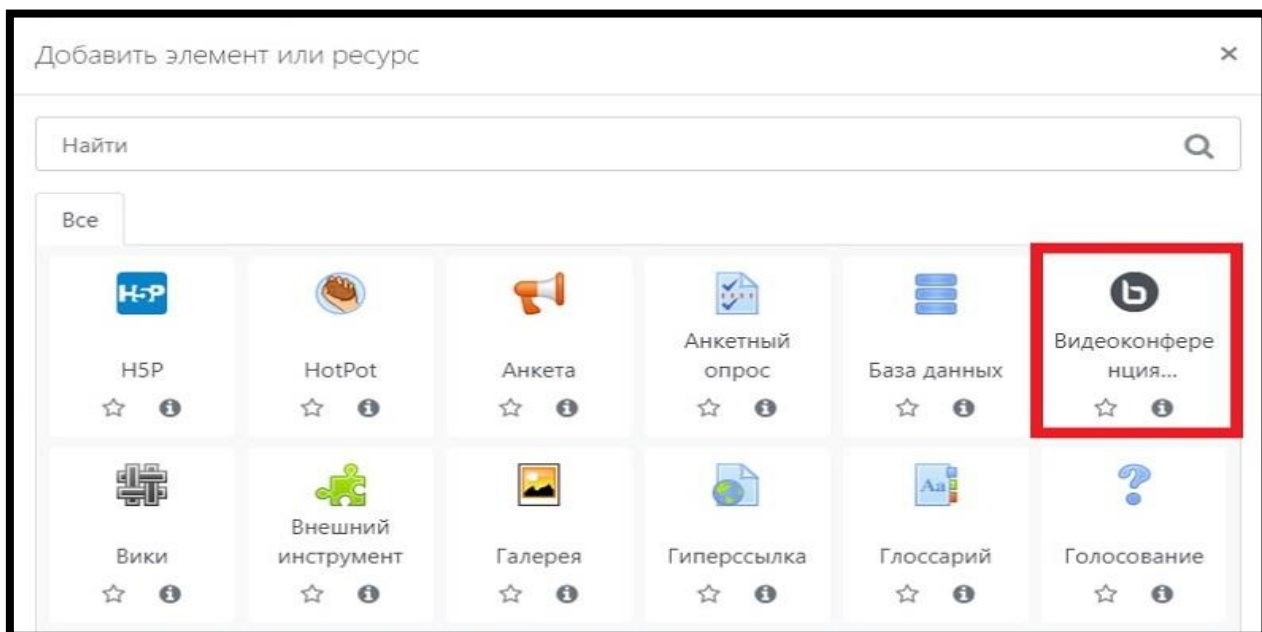 Добавить элемент или ресурс
Найти
Все
H5P
H5P
HotPot
Анкета
Анкетный
опрос
База данных
Видеоконфере
нция...
Aa
Вики
Внешний
инструмент
Галерея
Гиперссылка
Глоссарий
Голосование